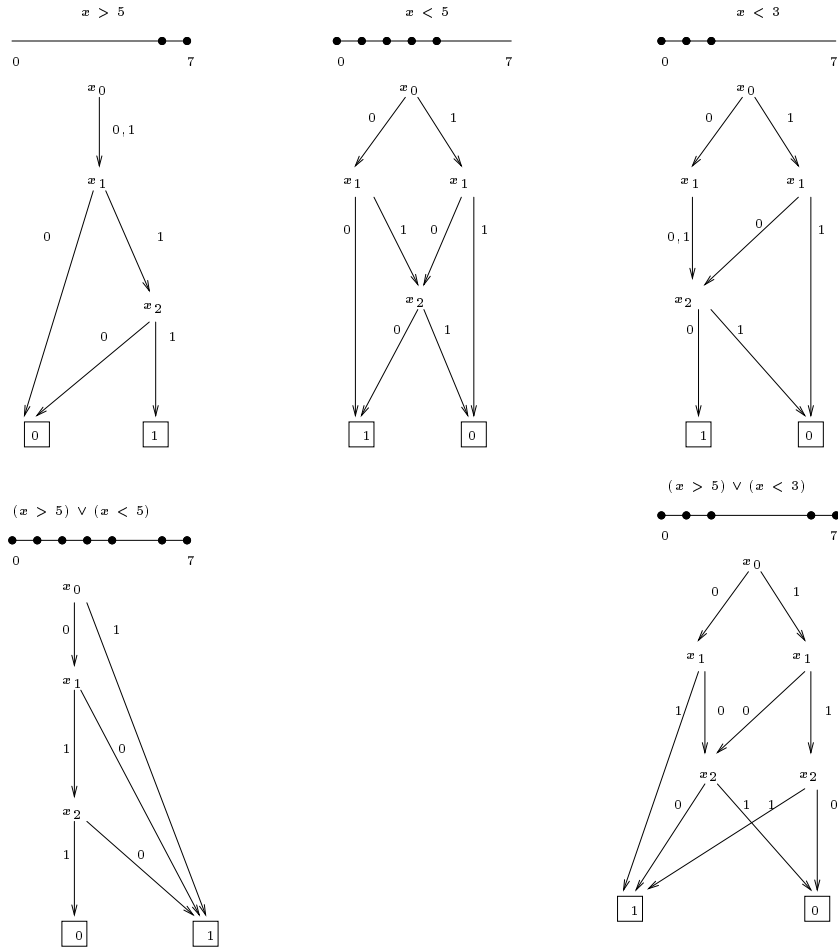 x > 5 x < 5 x < 3
0 7 0 7 0 7
x0 x0 x0
0,1 0 1 0 1
x1 x1 x1 x1 x1
0 1 0 1 0 1 0,1 0 1
x2 x2 x2
0 1 0 1 0 1
0 1 1 0 1 0
(x > 5) ∨ (x < 3)
(x > 5) ∨ (x < 5)
0 7
0 7
x0
x0
0 1
0 1
x1 x1
x1
1 0 0 1
1 0
x2 x2
0 1 1 0
x2
1 0
1 0
0 1